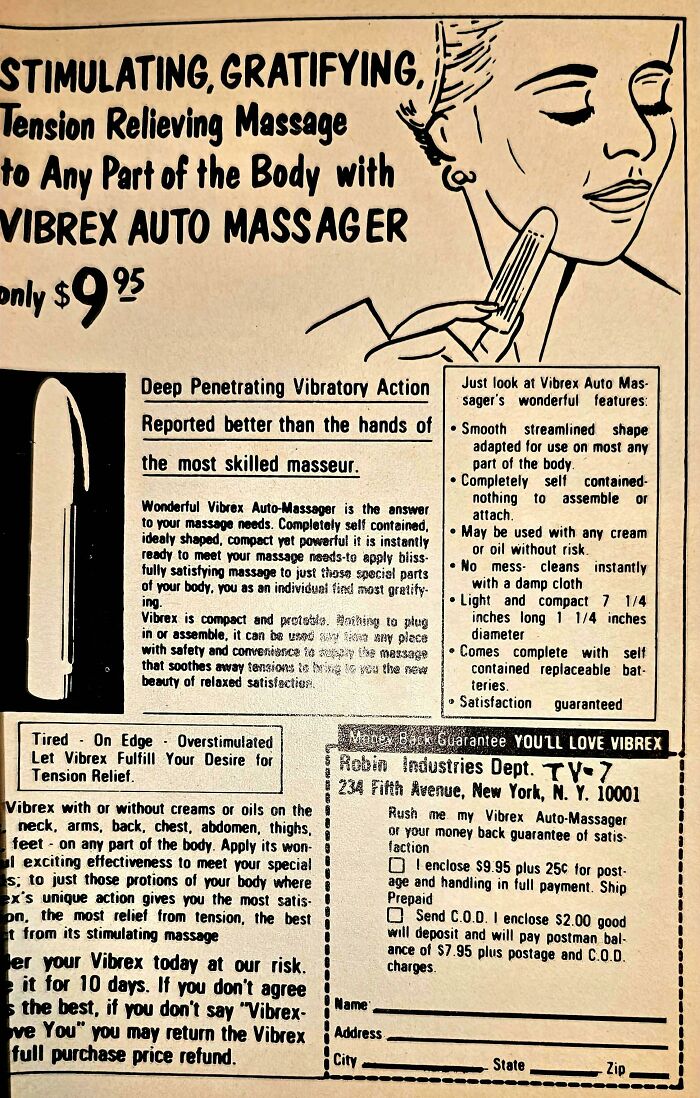 STIMULATING, GRATIFYING,
Tension Relieving Massage
to Any Part of the Body with
VIBREX AUTO MASSAGER
only $9 95
Deep Penetrating Vibratory Action
Reported better than the hands of
the most skilled masseur.
Wonderful Vibrex Auto-Massager is the answer
to your massage needs. Completely self contained,
idealy shaped, compact yet powerful it is instantly
ready to meet your massage needs-to apply bliss-
fully satisfying massage to just those special parts
of your body, you as an individual find most gratify-
ing.
Vibrex is compact and protable. Nothing to plug
in or assemble, it can be used any time any place
with safety and convenience to supply the massage
that soothes away tensions to bring to you the new
beauty of relaxed satisfaction.
Just look at Vibrex Auto Mas-
sager's wonderful features:
• Smooth streamlined shape
adapted for use on most any
part of the body.
• Completely self contained-
nothing to assemble or
attach.
• May be used with any cream
or oil without risk.
• No mess- cleans instantly
with a damp cloth
• Light and compact 7 1/4
inches long 1 1/4 inches
diameter
• Comes complete with self
contained replaceable bat-
teries.
• Satisfaction guaranteed
Tired - On Edge - Overstimulated
Let Vibrex Fulfill Your Desire for
Tension Relief.
Vibrex with or without creams or oils on the
neck, arms, back, chest, abdomen, thighs,
feet - on any part of the body. Apply its won-
exciting effectiveness to meet your special
to just those protions of your body where
unique action gives you the most satis-
the most relief from tension, the best
from its stimulating massage
your Vibrex today at our risk.
it for 10 days. If you don't agree
the best, if you don't say "Vibrex-
You" you may return the Vibrex
full purchase price refund.
Money Back Guarantee YOU'LL LOVE VIBREX
Robin Industries Dept. TV-7
234 Fifth Avenue, New York, N. Y. 10001
Rush me my Vibrex Auto-Massager
or your money back guarantee of satis-
faction
I enclose $9.95 plus 25¢ for post-
age and handling in full payment. Ship
Prepaid
Send C.O.D. I enclose $2.00 good
will deposit and will pay postman bal-
ance of $7.95 plus postage and C.O.D.
charges.
Name
Address
City State Zip